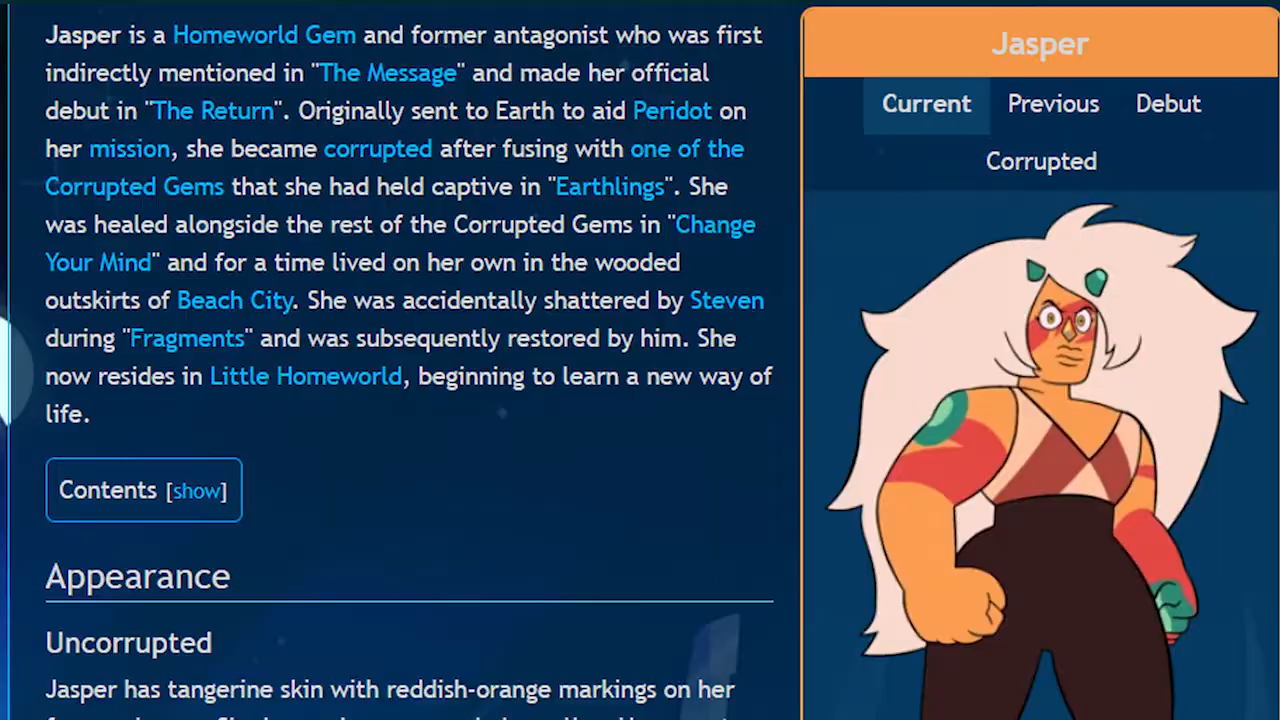 Jasper is a Homeworld Gem and former antagonist who was first
indirectly mentioned in "The Message" and made her official
debut in "The Return". Originally sent to Earth to aid Peridot on
her mission, she became corrupted after fusing with one of the
Corrupted Gems that she had held captive in "Earthlings". She
was healed alongside the rest of the Corrupted Gems in "Change
Your Mind" and for a time lived on her own in the wooded
outskirts of Beach City. She was accidentally shattered by Steven
during "Fragments" and was subsequently restored by him. She
now resides in Little Homeworld, beginning to learn a new way of
life.
Contents [show]
Appearance
Uncorrupted
Jasper has tangerine skin with reddish-orange markings on her
Jasper
Current Previous Debut
Corrupted